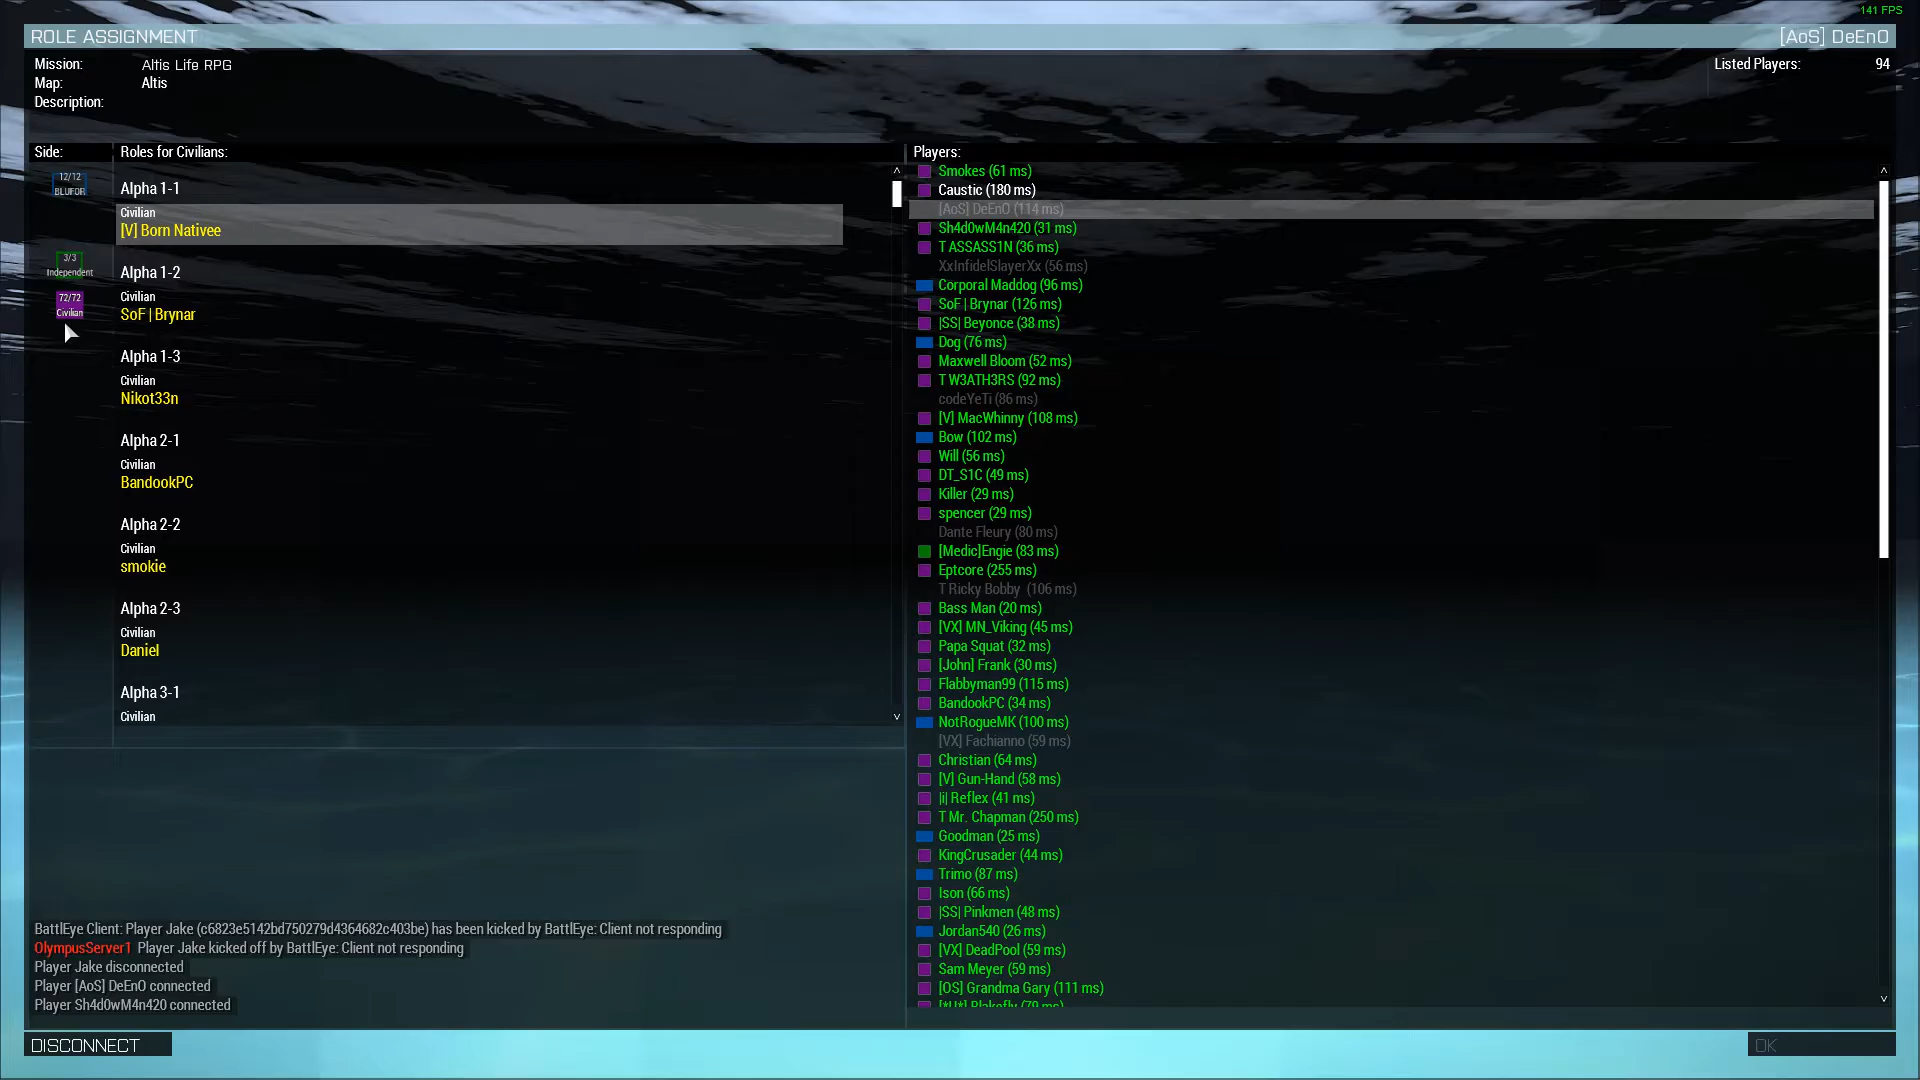 141 FPS
ROLE ASSIGNMENT
[AoS] DeEnO
Mission: Altis Life RPG
Listed Players: 94
Map: Altis
Description:
Side:
12/12
BLUFOR
3/3
Independent
72/72
Civilian
Roles for Civilians:
Alpha 1-1
Civilian
[V] Born Nativee
Alpha 1-2
Civilian
SoF | Brynar
Alpha 1-3
Civilian
Nikot33n
Alpha 2-1
Civilian
BandookPC
Alpha 2-2
Civilian
smokie
Alpha 2-3
Civilian
Daniel
Alpha 3-1
Civilian
Players:
Smokes (61 ms)
Caustic (180 ms)
[AoS] DeEnO (114 ms)
Sh4d0wM4n420 (31 ms)
T ASSASS1N (36 ms)
XxInfidelSlayerXx (56 ms)
Corporal Maddog (96 ms)
SoF | Brynar (126 ms)
|SS| Beyonce (38 ms)
Dog (76 ms)
Maxwell Bloom (52 ms)
T W3ATH3RS (92 ms)
codeYeTi (86 ms)
[V] MacWhinny (108 ms)
Bow (102 ms)
Will (56 ms)
DT_S1C (49 ms)
Killer (29 ms)
spencer (29 ms)
Dante Fleury (80 ms)
[Medic]Engie (83 ms)
Eptcore (255 ms)
T Ricky Bobby (106 ms)
Bass Man (20 ms)
[VX] MN_Viking (45 ms)
Papa Squat (32 ms)
[John] Frank (30 ms)
Flabbyman99 (115 ms)
BandookPC (34 ms)
NotRogueMK (100 ms)
[VX] Fachianno (59 ms)
Christian (64 ms)
[V] Gun-Hand (58 ms)
|i| Reflex (41 ms)
T Mr. Chapman (250 ms)
Goodman (25 ms)
KingCrusader (44 ms)
Trimo (87 ms)
Ison (66 ms)
|SS| Pinkmen (48 ms)
Jordan540 (26 ms)
[VX] DeadPool (59 ms)
Sam Meyer (59 ms)
[OS] Grandma Gary (111 ms)
BattlEye Client: Player Jake (c6823e5142bd750279d4364682c403be) has been kicked by BattlEye: Client not responding
OlympusServer1 Player Jake kicked off by BattlEye: Client not responding
Player Jake disconnected
Player [AoS] DeEnO connected
Player Sh4d0wM4n420 connected
DISCONNECT
OK